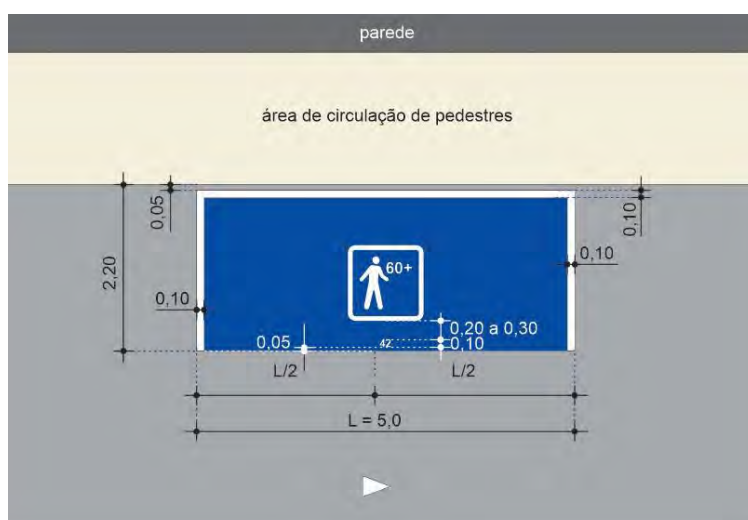 parede
área de circulação de pedestres
0,05
0,10
2,20
60+
0,10
0,10
0,20 a 0,30
0,05
42
0,10
L/2
L/2
L = 5,0